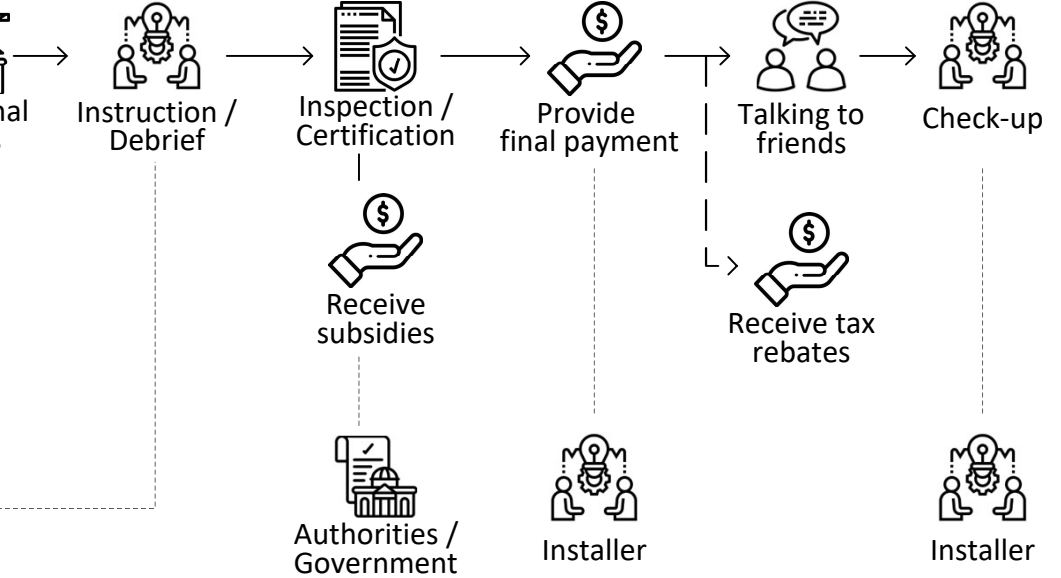 Instruction /
Debrief
Inspection /
Certification
Provide
final payment
Talking to
friends
Check-up
Receive
subsidies
Receive tax
rebates
Authorities /
Government
Installer
Installer